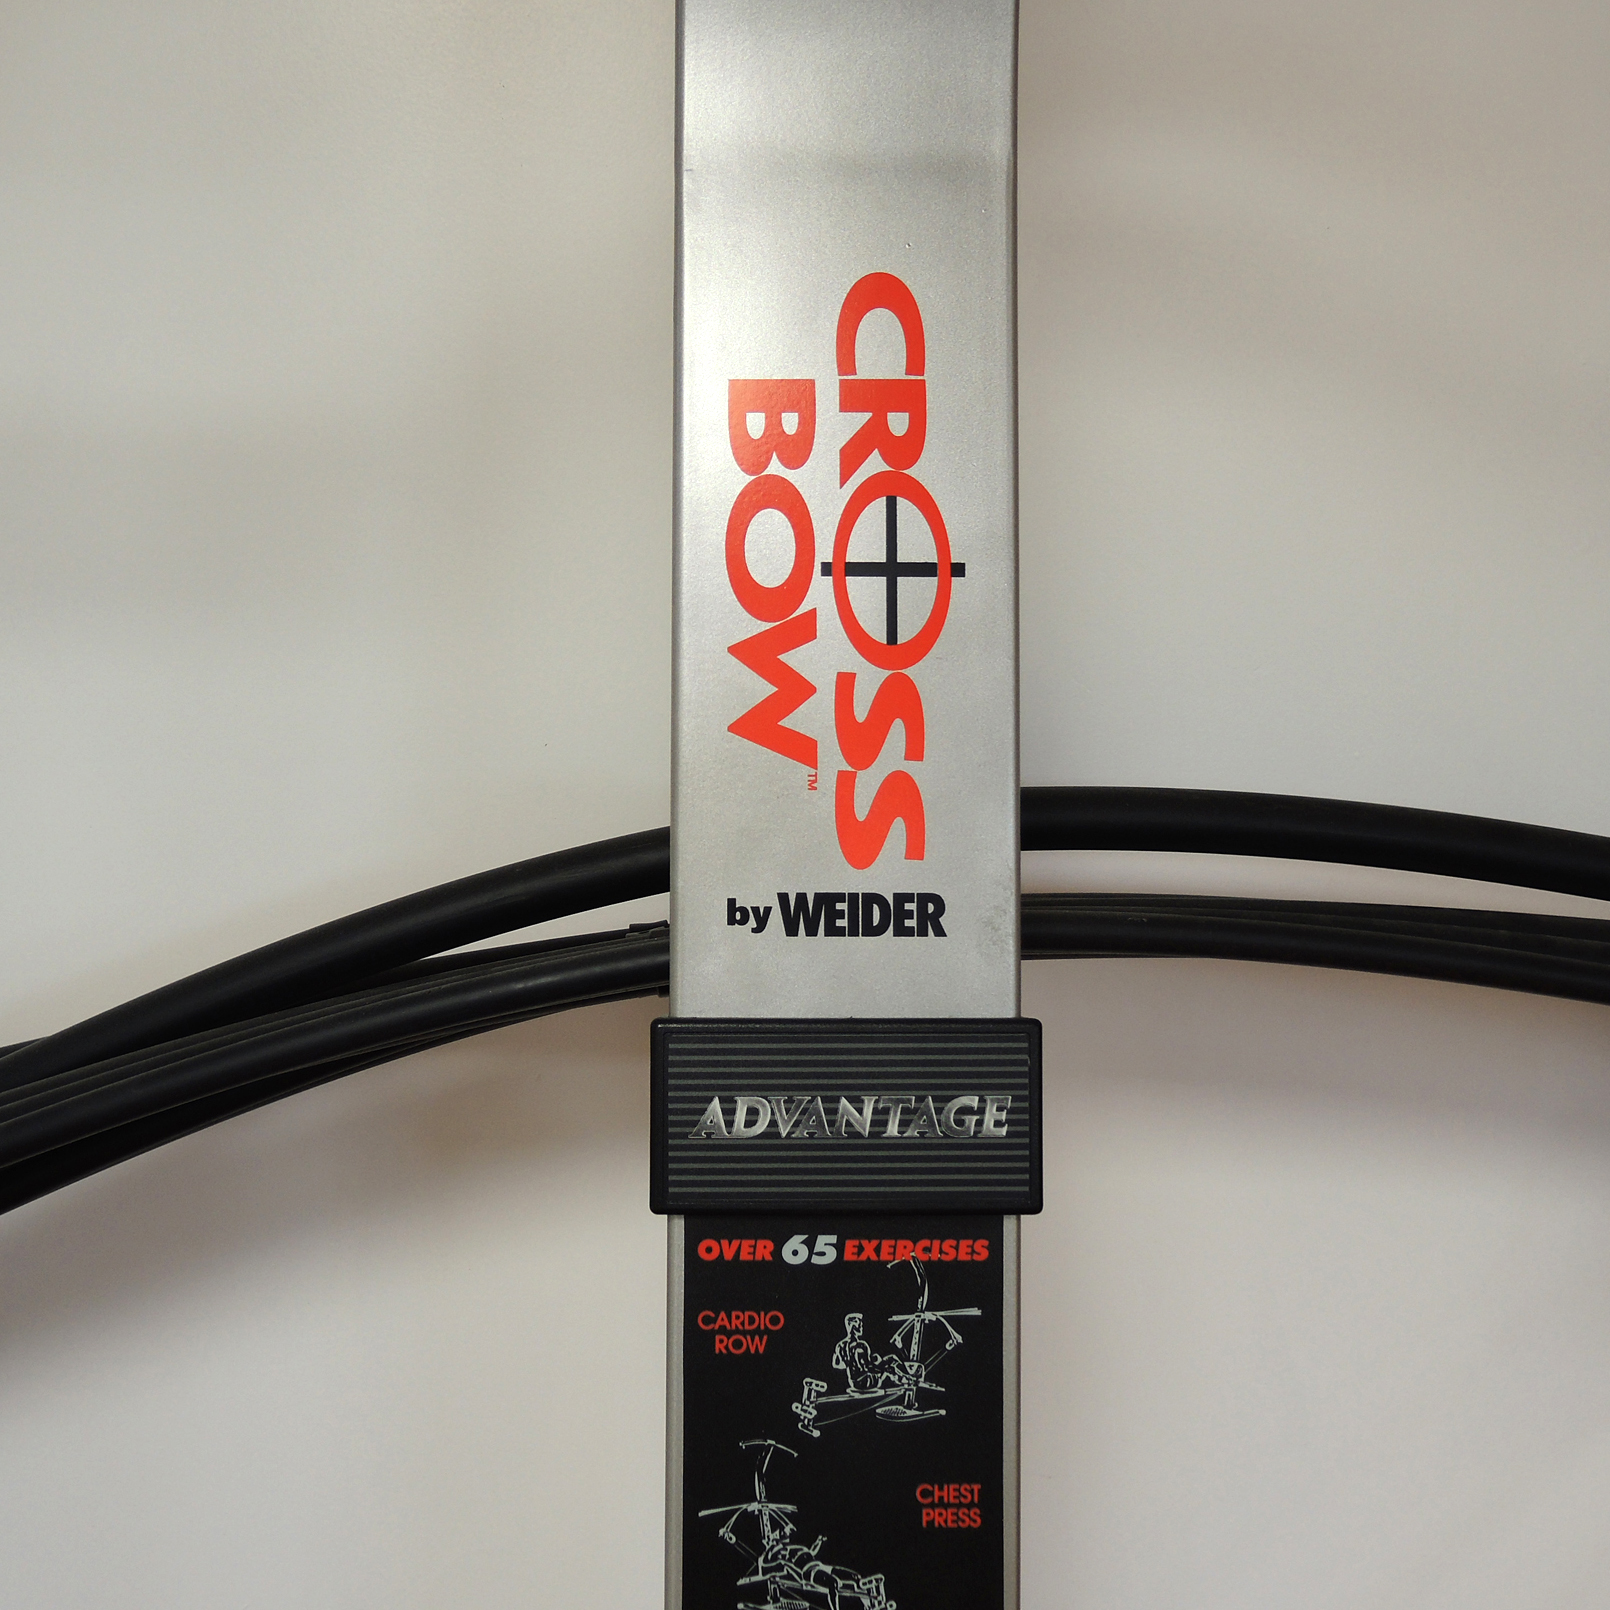 CROSS
BOW™
by WEIDER
ADVANTAGE
OVER 65 EXERCISES
CARDIO
ROW
CHEST
PRESS